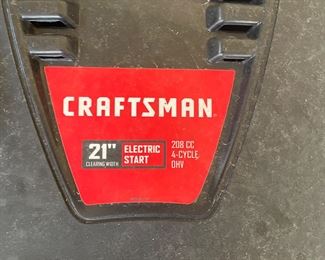 CRAFTSMAN
21" ELECTRIC START
CLEARING WIDTH
208 CC
4-CYCLE
OHV